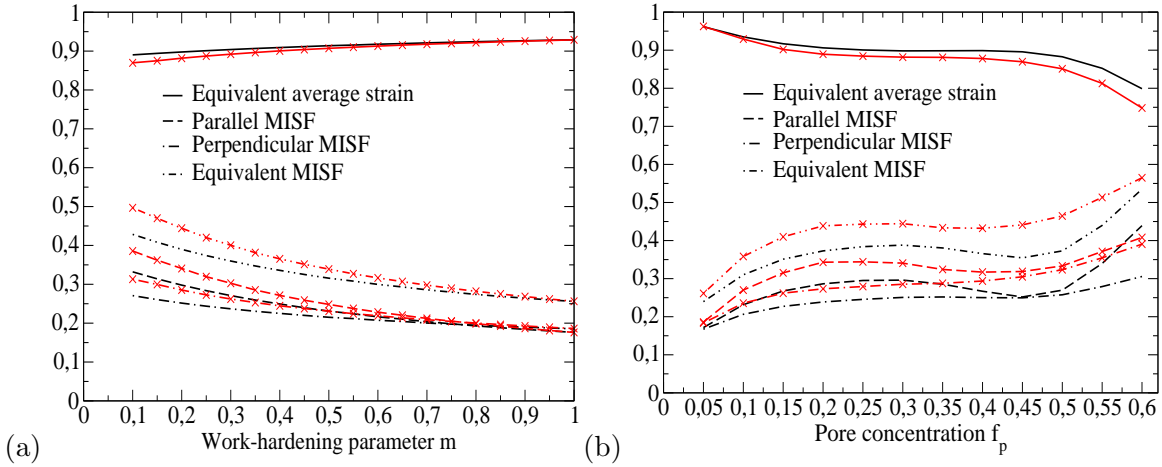 1
0,9
0,8
0,7
0,6
0,5
0,4
0,3
0,2
0,1
0
Equivalent average strain
Parallel MISF
Perpendicular MISF
Equivalent MISF
0 0,1 0,2 0,3 0,4 0,5 0,6 0,7 0,8 0,9 1
Work-hardening parameter m
(a)
1
0,9
0,8
0,7
0,6
0,5
0,4
0,3
0,2
0,1
0
Equivalent average strain
Parallel MISF
Perpendicular MISF
Equivalent MISF
0 0,05 0,1 0,15 0,2 0,25 0,3 0,35 0,4 0,45 0,5 0,55 0,6
Pore concentration f_p
(b)